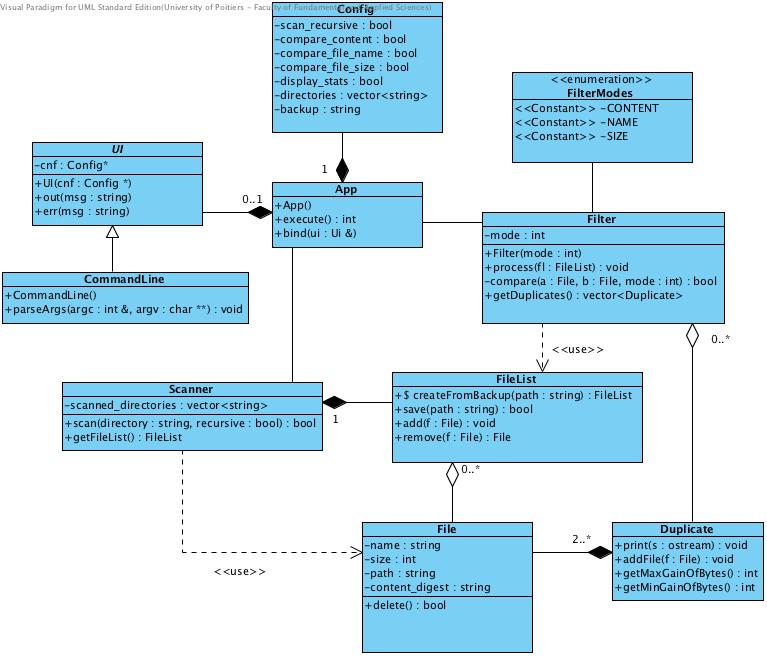 Visual Paradigm for UML Standard Edition(University of Poitiers - Faculty of Fundamental and Applied Sciences)
Config
-scan_recursive : bool
-compare_content : bool
-compare_file_name : bool
-compare_file_size : bool
-display_stats : bool
-directories : vector<string>
-backup : string
<<enumeration>>
FilterModes
<<Constant>> -CONTENT
<<Constant>> -NAME
<<Constant>> -SIZE
UI
-cnf : Config*
+UI(cnf : Config *)
+out(msg : string)
+err(msg : string)
0..1
1
App
+App()
+execute() : int
+bind(ui : Ui &)
Filter
-mode : int
+Filter(mode : int)
+process(fl : FileList) : void
-compare(a : File, b : File, mode : int) : bool
+getDuplicates() : vector<Duplicate>
CommandLine
+CommandLine()
+parseArgs(argc : int &, argv : char **) : void
<<use>>
0..*
Scanner
-scanned_directories : vector<string>
+scan(directory : string, recursive : bool) : bool
+getFileList() : FileList
1
FileList
+$ createFromBackup(path : string) : FileList
+save(path : string) : bool
+add(f : File) : void
+remove(f : File) : File
0..*
<<use>>
File
-name : string
-size : int
-path : string
-content_digest : string
+delete() : bool
2..*
Duplicate
+print(s : ostream) : void
+addFile(f : File) : void
+getMaxGainOfBytes() : int
+getMinGainOfBytes() : int